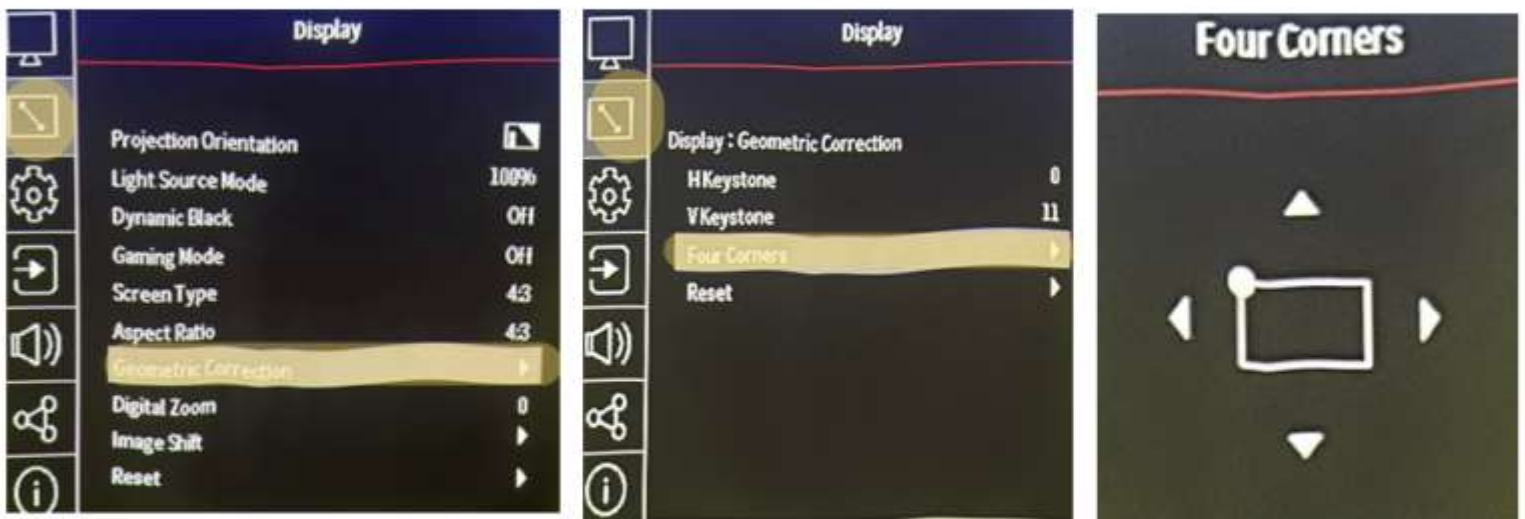 Display
Projection Orientation
Light Source Mode 100%
Dynamic Black Off
Gaming Mode Off
Screen Type 4:3
Aspect Ratio 4:3
Geometric Correction
Digital Zoom 0
Image Shift
Reset
Display
Display : Geometric Correction
H Keystone 0
V Keystone 11
Four Corners
Reset
Four Corners